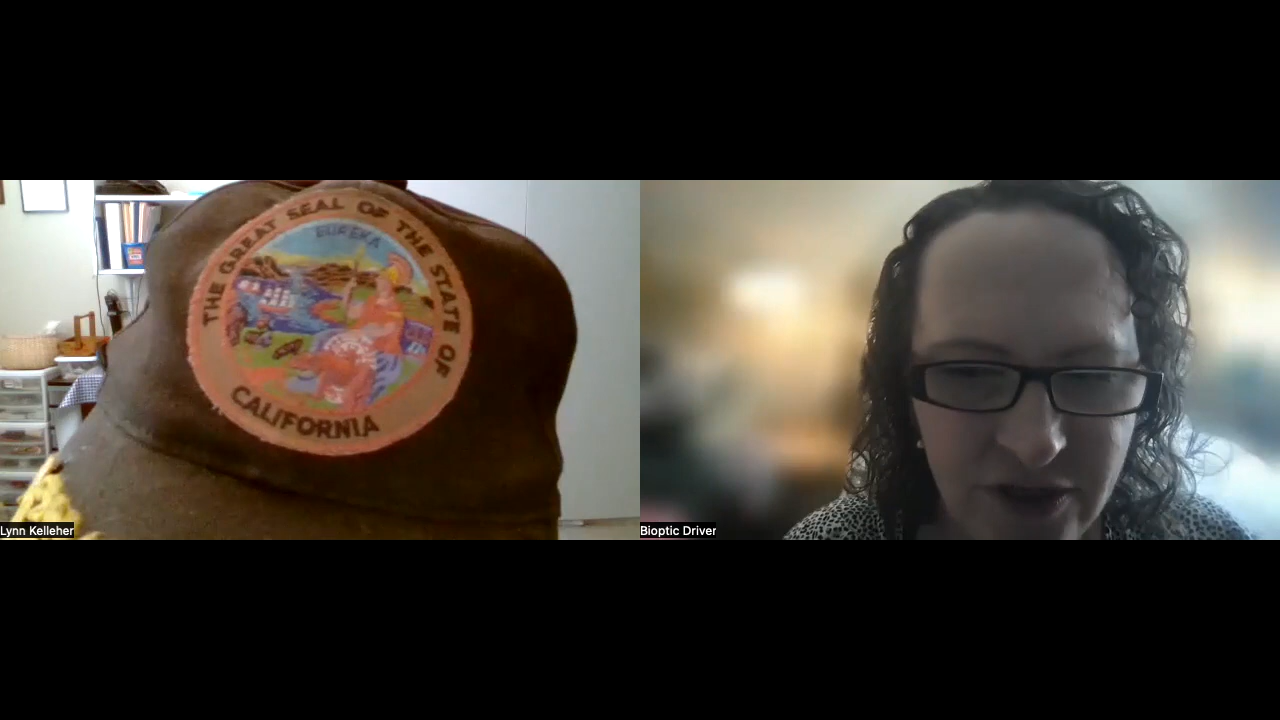 THE GREAT SEAL OF THE STATE OF
CALIFORNIA
EUREKA
Lynn Kelleher
Bioptic Driver